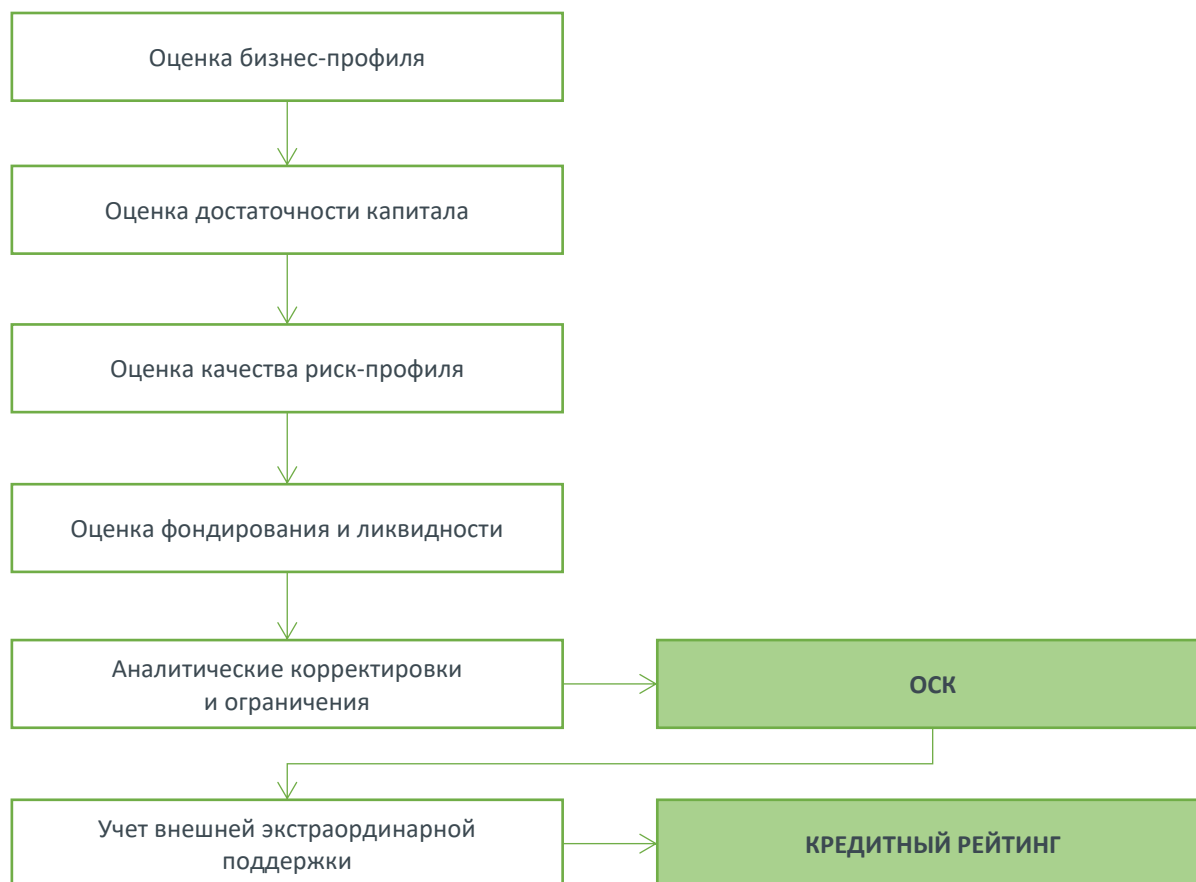 Оценка бизнес-профиля
Оценка достаточности капитала
Оценка качества риск-профиля
Оценка фондирования и ликвидности
Аналитические корректировки
и ограничения
ОСК
Учет внешней экстраординарной
поддержки
КРЕДИТНЫЙ РЕЙТИНГ